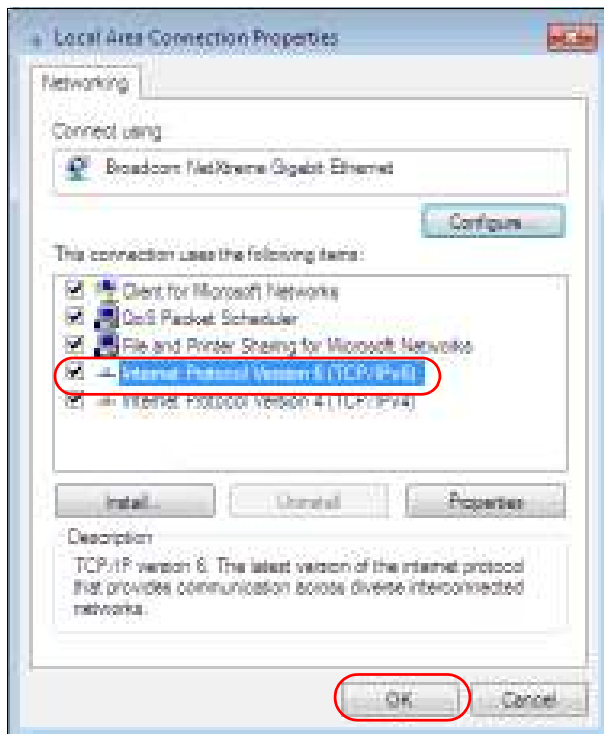 Local Area Connection Properties
Networking
Connect using:
Broadcom NetXtreme Gigabit Ethernet
Configure...
This connection uses the following items:
Client for Microsoft Networks
QoS Packet Scheduler
File and Printer Sharing for Microsoft Networks
Internet Protocol Version 6 (TCP/IPv6)
Internet Protocol Version 4 (TCP/IPv4)
Install...
Uninstall
Properties
Description
TCP/IP version 6. The latest version of the internet protocol
that provides communication across diverse interconnected
networks.
OK
Cancel